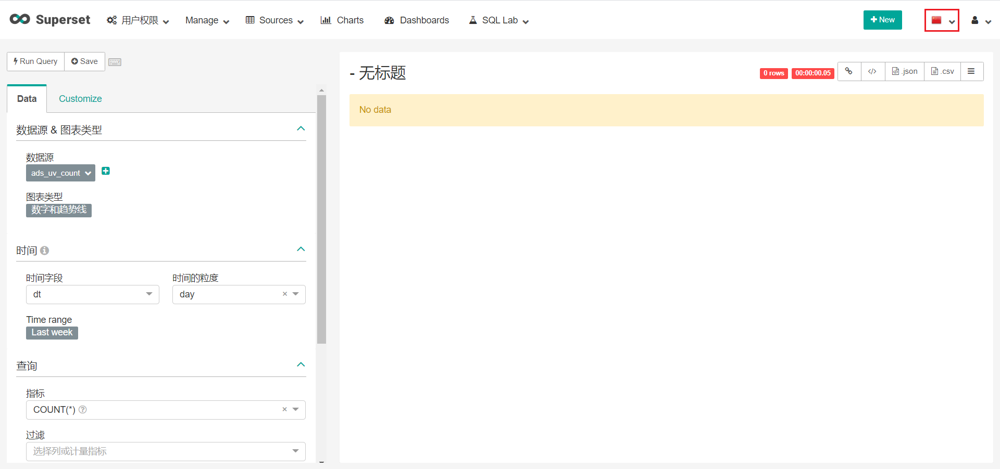 Superset 用户权限 Manage Sources Charts Dashboards SQL Lab New
Run Query Save
- 无标题 0 rows 00:00:00.05 .json .csv
Data Customize
No data
数据源 & 图表类型
数据源
ads_uv_count
图表类型
数字和趋势线
时间
时间字段 时间的粒度
dt day
Time range
Last week
查询
指标
COUNT(*)
过滤
选择列或计量指标